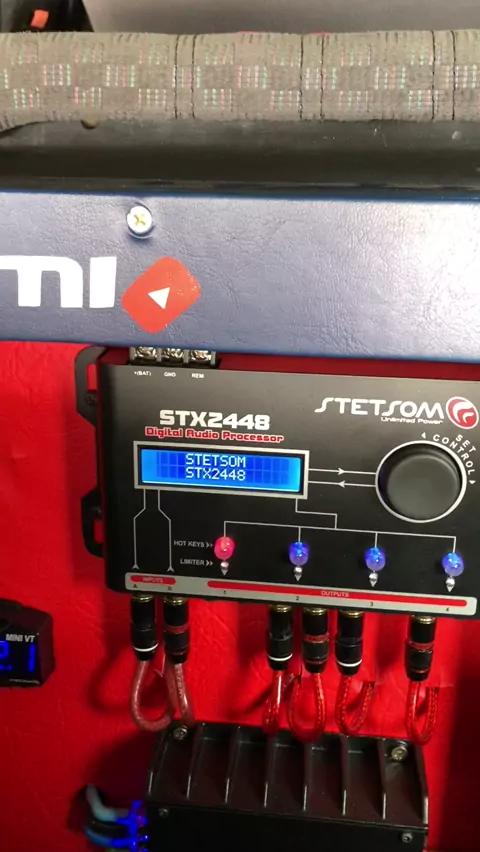 MI
+(BAT) GND REM
STX2448
Digital Audio Processor
STETSOM
Unlimited Power
SET
CONTROL
STETSOM
STX2448
HOT KEYS
LIMITER
INPUTS
A B
OUTPUTS
1 2 3 4
MINI VT